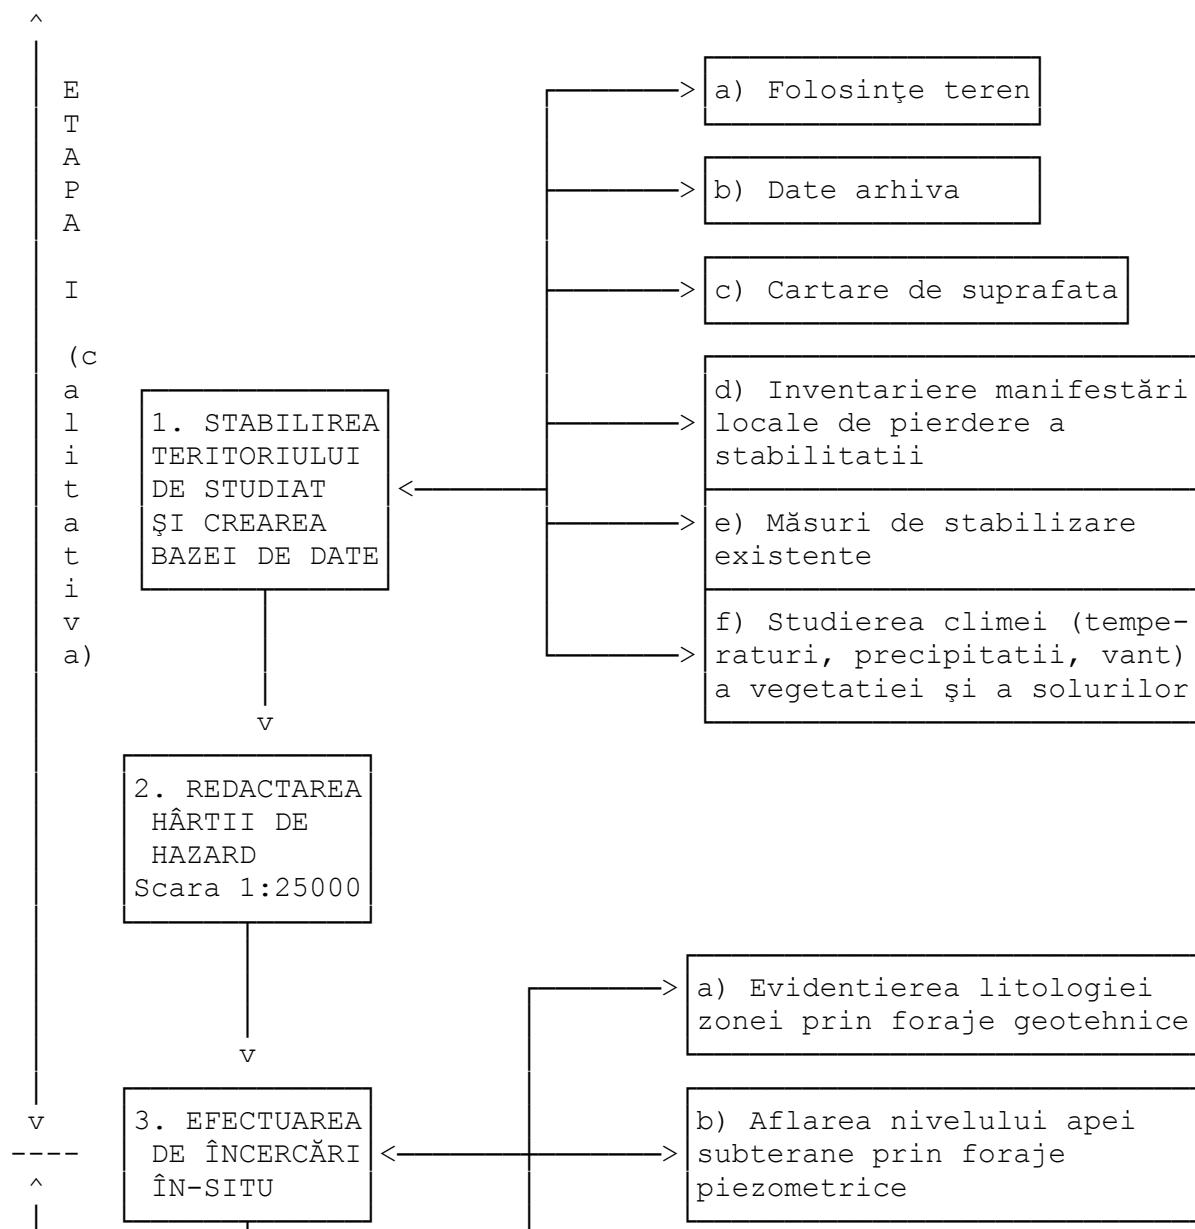 E
T
A
P
A
I
(c
a
l
i
t
a
t
i
v
a)
a) Folosinţe teren
b) Date arhiva
c) Cartare de suprafata
d) Inventariere manifestări
locale de pierdere a
stabilitatii
1. STABILIREA
TERITORIULUI
DE STUDIAT
ŞI CREAREA
BAZEI DE DATE
e) Măsuri de stabilizare
existente
f) Studierea climei (tempe-
raturi, precipitatii, vant)
a vegetatiei şi a solurilor
2. REDACTAREA
HÂRTII DE
HAZARD
Scara 1:25000
a) Evidentierea litologiei
zonei prin foraje geotehnice
3. EFECTUAREA
DE ÎNCERCĂRI
ÎN-SITU
b) Aflarea nivelului apei
subterane prin foraje
piezometrice